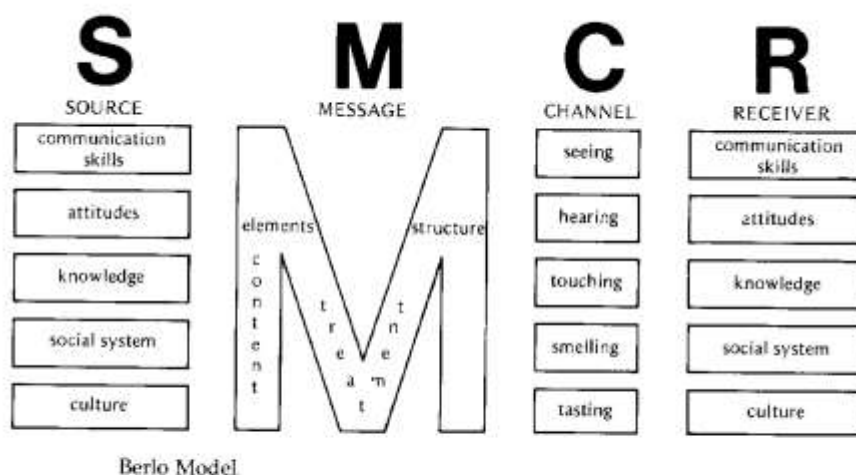 S M C R
SOURCE MESSAGE CHANNEL RECEIVER
communication
skills
attitudes
knowledge
social system
culture
elements
structure
content
treatment
seeing
hearing
touching
smelling
tasting
communication
skills
attitudes
knowledge
social system
culture
Berlo Model